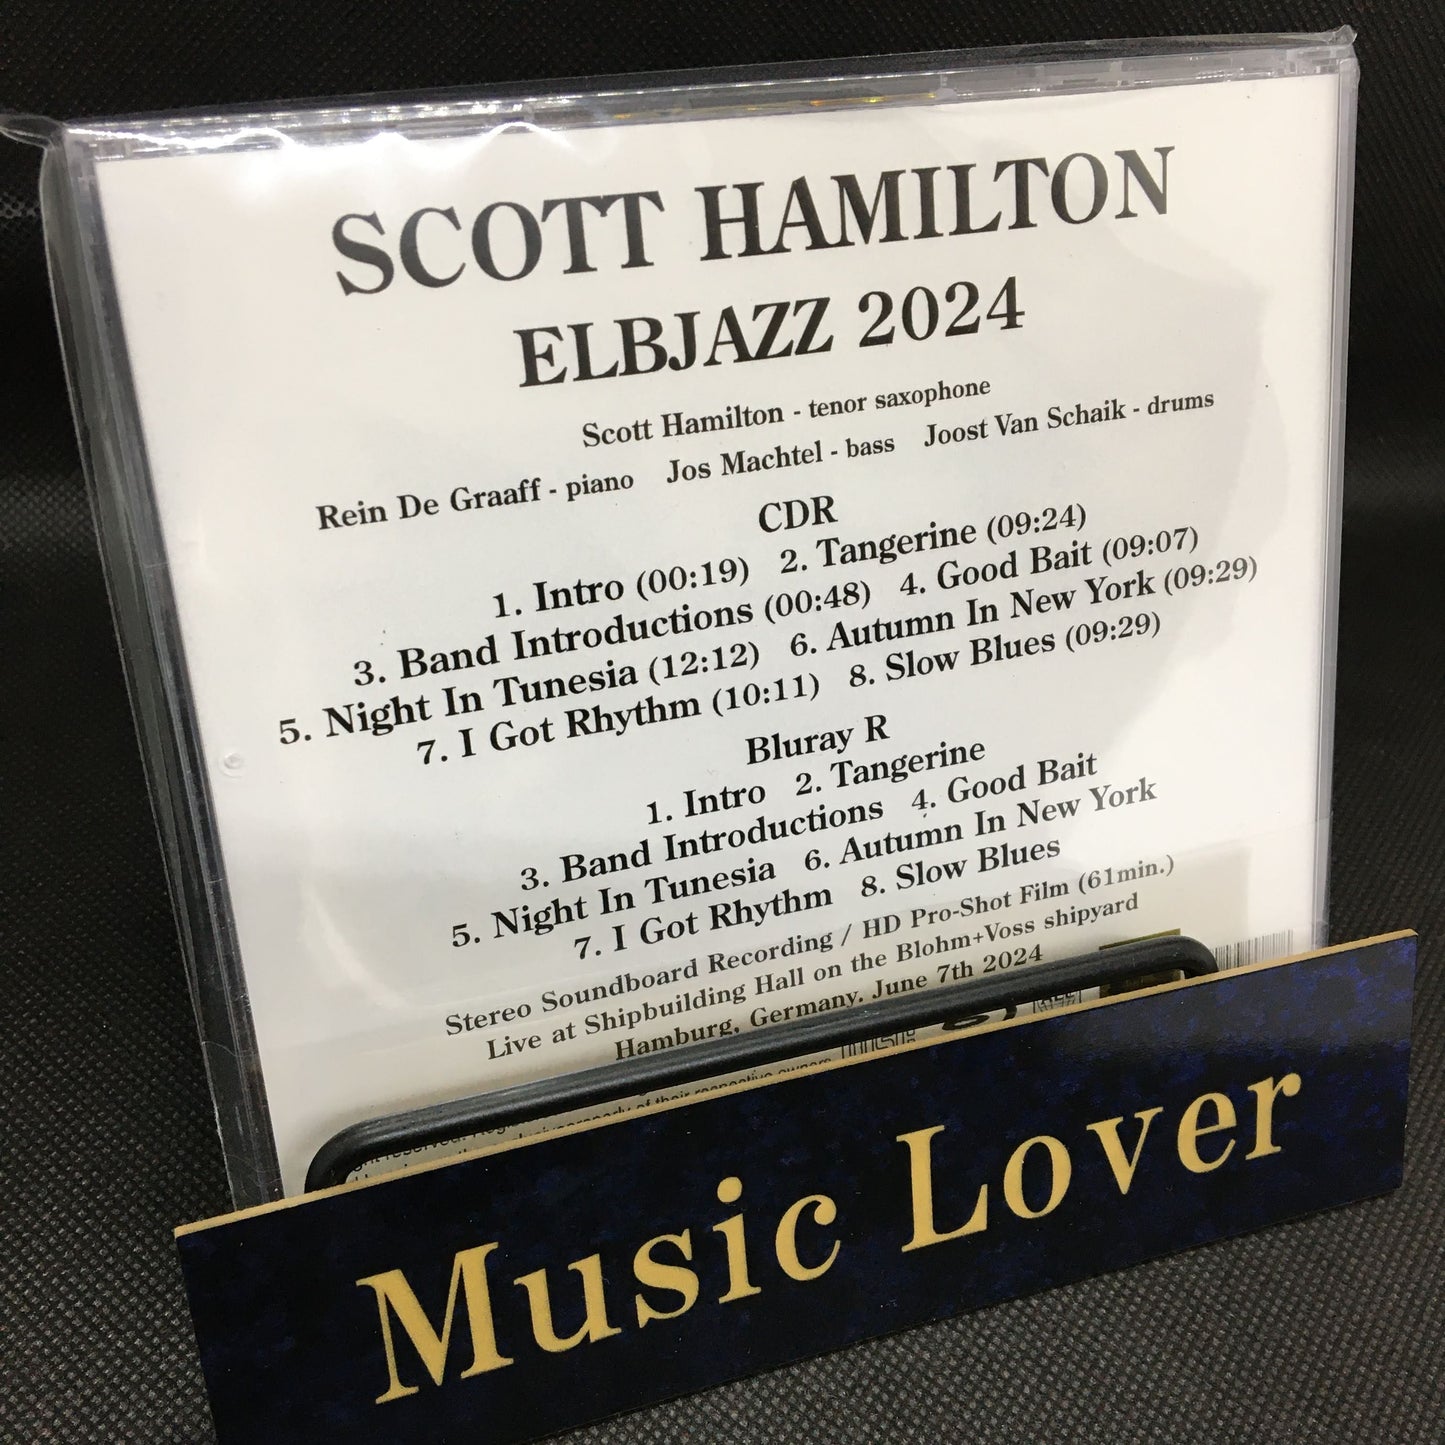 SCOTT HAMILTON
ELBJAZZ 2024
Scott Hamilton - tenor saxophone
Rein De Graaff - piano Jos Machtel - bass Joost Van Schaik - drums
CDR
1. Intro (00:19) 2. Tangerine (09:24)
3. Band Introductions (00:48) 4. Good Bait (09:07)
5. Night In Tunesia (12:12) 6. Autumn In New York (09:29)
7. I Got Rhythm (10:11) 8. Slow Blues (09:29)
Bluray R
1. Intro 2. Tangerine
3. Band Introductions 4. Good Bait
5. Night In Tunesia 6. Autumn In New York
7. I Got Rhythm 8. Slow Blues
Stereo Soundboard Recording / HD Pro-Shot Film (61min.)
Live at Shipbuilding Hall on the Blohm+Voss shipyard
Hamburg, Germany. June 7th 2024
of their respective owners
Music Lover